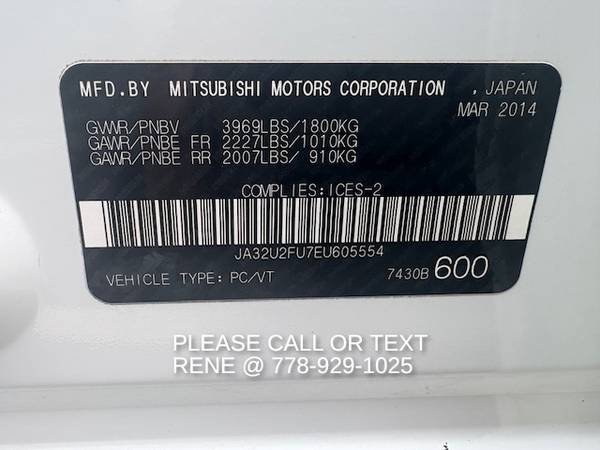 MFD.BY MITSUBISHI MOTORS CORPORATION , JAPAN
MAR 2014
GVWR/PNBV 3969LBS/1800KG
GAWR/PNBE FR 2227LBS/1010KG
GAWR/PNBE RR 2007LBS/ 910KG
COMPLIES:ICES-2
JA32U2FU7EU605554
VEHICLE TYPE: PC/VT 7430B 600
PLEASE CALL OR TEXT
RENE @ 778-929-1025